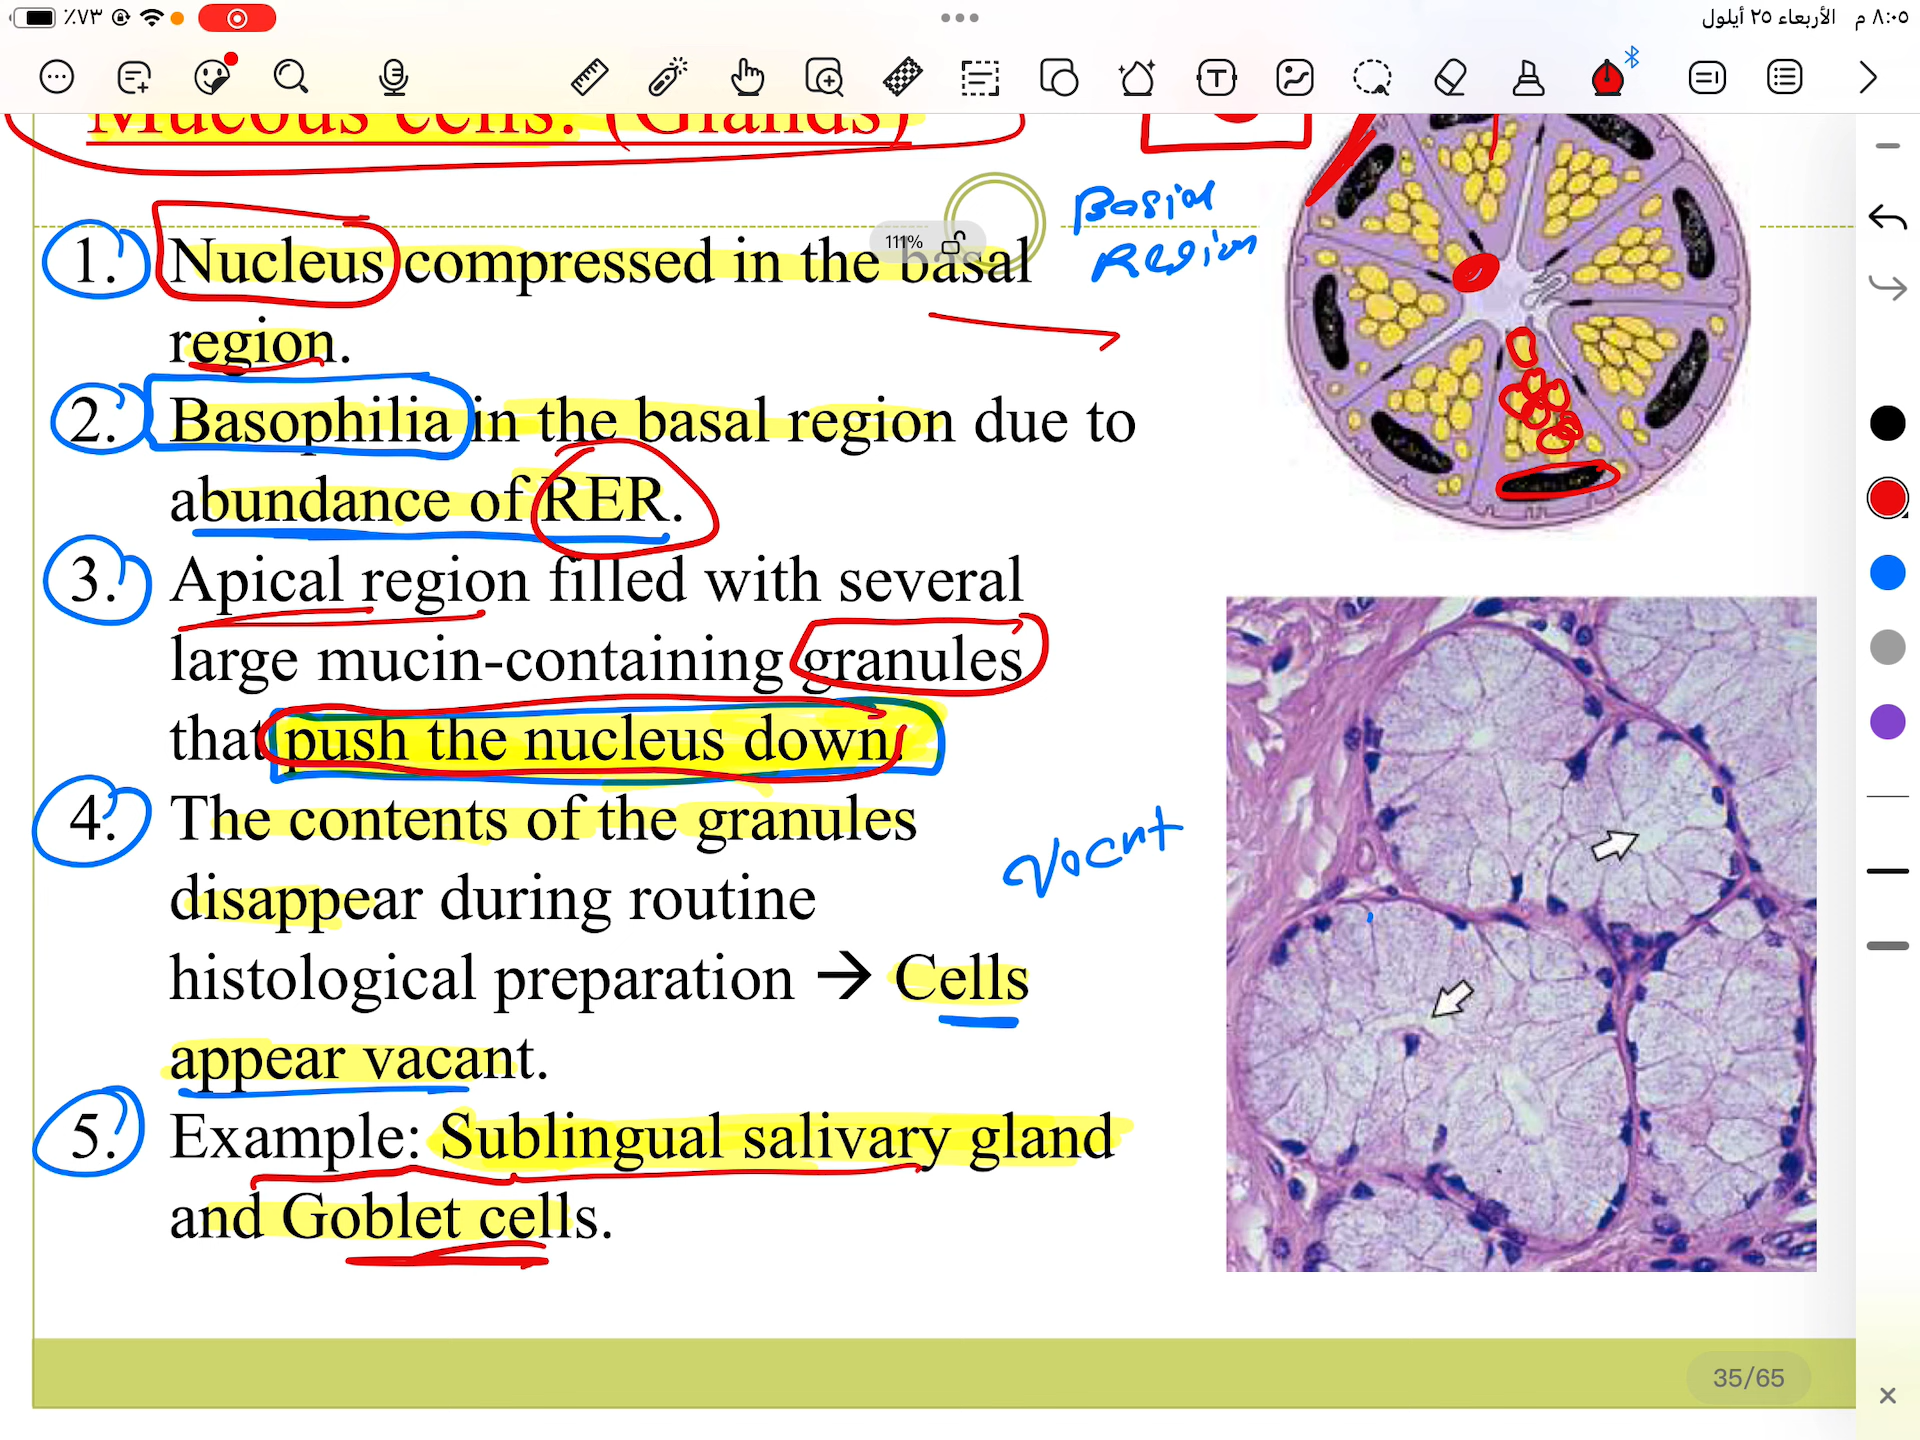 ٪٧٣
الأربعاء ٢٥ أيلول ٨:٠٥ م
Mucous cells: (Glands)
111%
Basial
Region
1. Nucleus compressed in the basal
region.
2. Basophilia in the basal region due to
abundance of RER.
3. Apical region filled with several
large mucin-containing granules
that push the nucleus down.
4. The contents of the granules
disappear during routine
Vocant
histological preparation → Cells
appear vacant.
5. Example: Sublingual salivary gland
and Goblet cells.
35/65